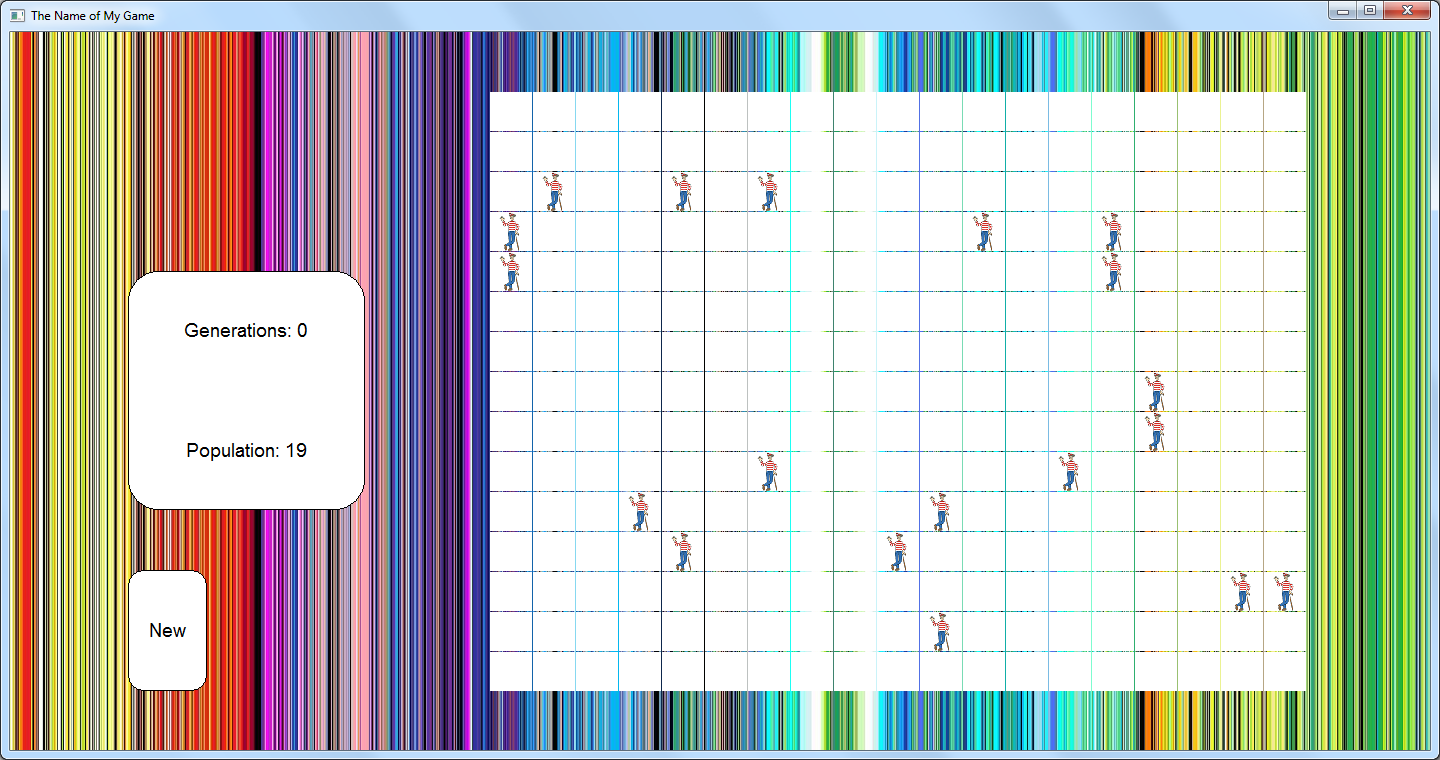 The Name of My Game
Generations: 0
Population: 19
New